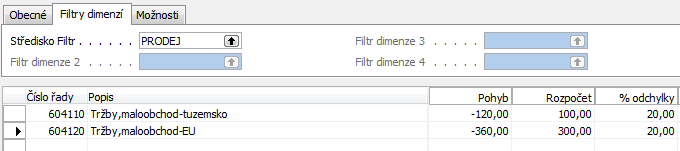 Obecné Filtry dimenzí Možnosti
Středisko Filtr . . . . . . PRODEJ Filtr dimenze 3 . . . . .
Filtr dimenze 2 . . . . . Filtr dimenze 4 . . . . .
Číslo řady Popis Pohyb Rozpočet % odchylky
604110 Tržby,maloobchod-tuzemsko -120,00 100,00 20,00
604120 Tržby,maloobchod-EU -360,00 300,00 20,00